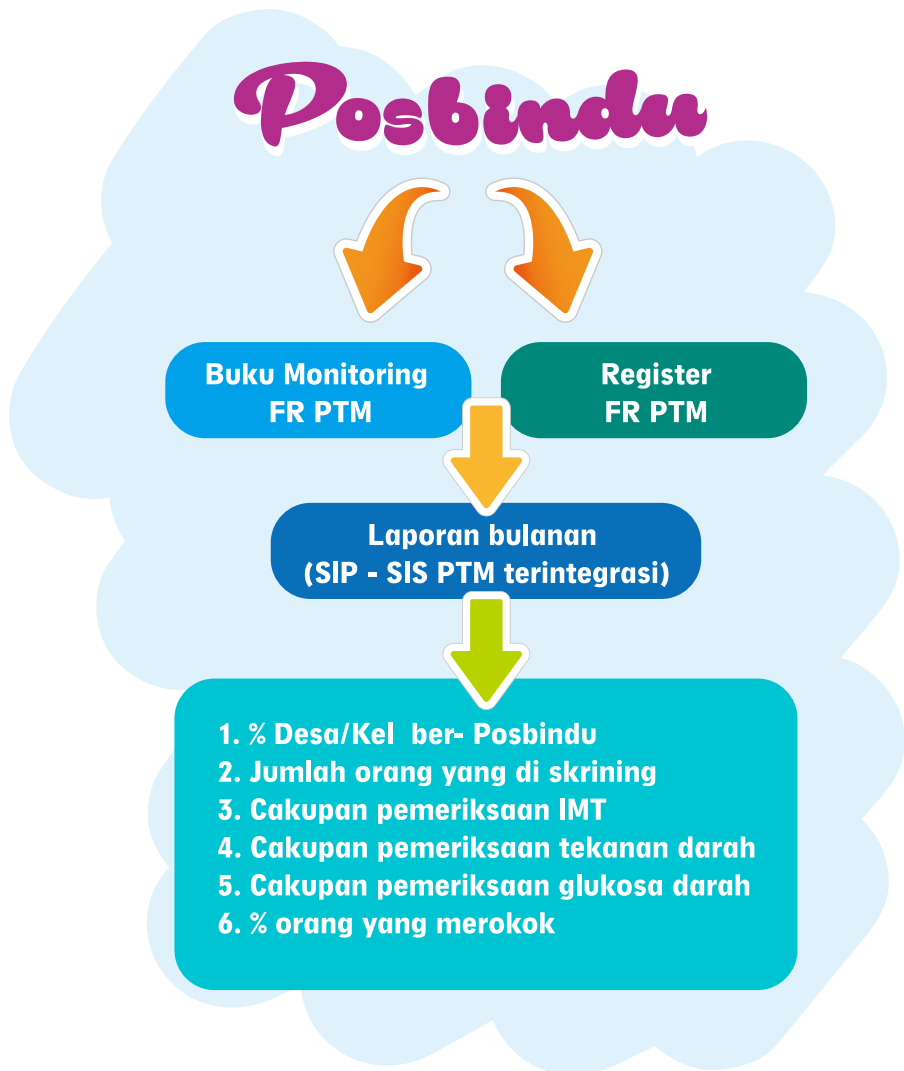 Posbindu
Buku Monitoring
FR PTM
Register
FR PTM
Laporan bulanan
(SIP - SIS PTM terintegrasi)
1. % Desa/Kel ber- Posbindu
2. Jumlah orang yang di skrining
3. Cakupan pemeriksaan IMT
4. Cakupan pemeriksaan tekanan darah
5. Cakupan pemeriksaan glukosa darah
6. % orang yang merokok